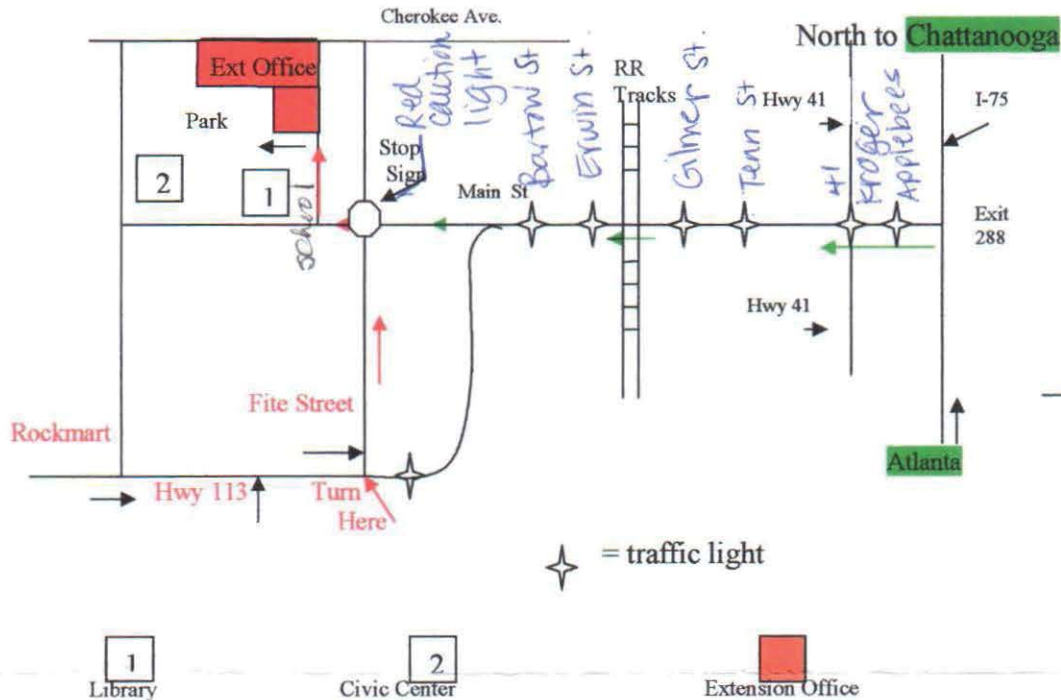 Cherokee Ave.
North to Chattanooga
Ext Office
Red caution light
Bartow St
Erwin St.
RR
Tracks
Gilmer St.
Tenn St
Hwy 41
41
Kroger
Applebees
I-75
Park
Stop
Sign
2
1
School
Main St
Exit
288
Hwy 41
Fite Street
Rockmart
Atlanta
Hwy 113
Turn
Here
= traffic light
1
Library
2
Civic Center
Extension Office